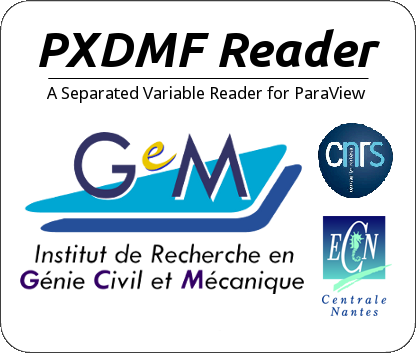 PXDMF Reader
A Separated Variable Reader for ParaView
GeM
Institut de Recherche en
Génie Civil et Mécanique
CNRS
ECN
Centrale
Nantes